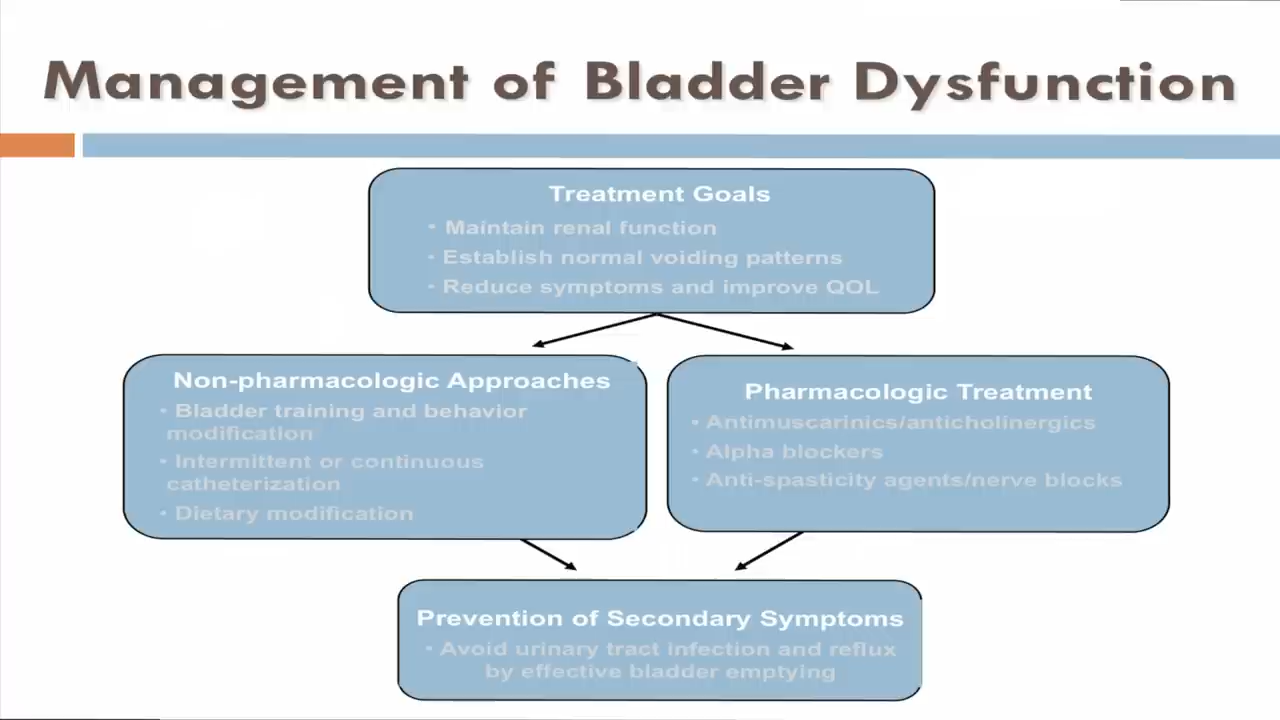 Management of Bladder Dysfunction
Treatment Goals
• Maintain renal function
• Establish normal voiding patterns
• Reduce symptoms and improve QOL
Non-pharmacologic Approaches
• Bladder training and behavior
modification
• Intermittent or continuous
catheterization
• Dietary modification
Pharmacologic Treatment
• Antimuscarinics/anticholinergics
• Alpha blockers
• Anti-spasticity agents/nerve blocks
Prevention of Secondary Symptoms
• Avoid urinary tract infection and reflux
by effective bladder emptying